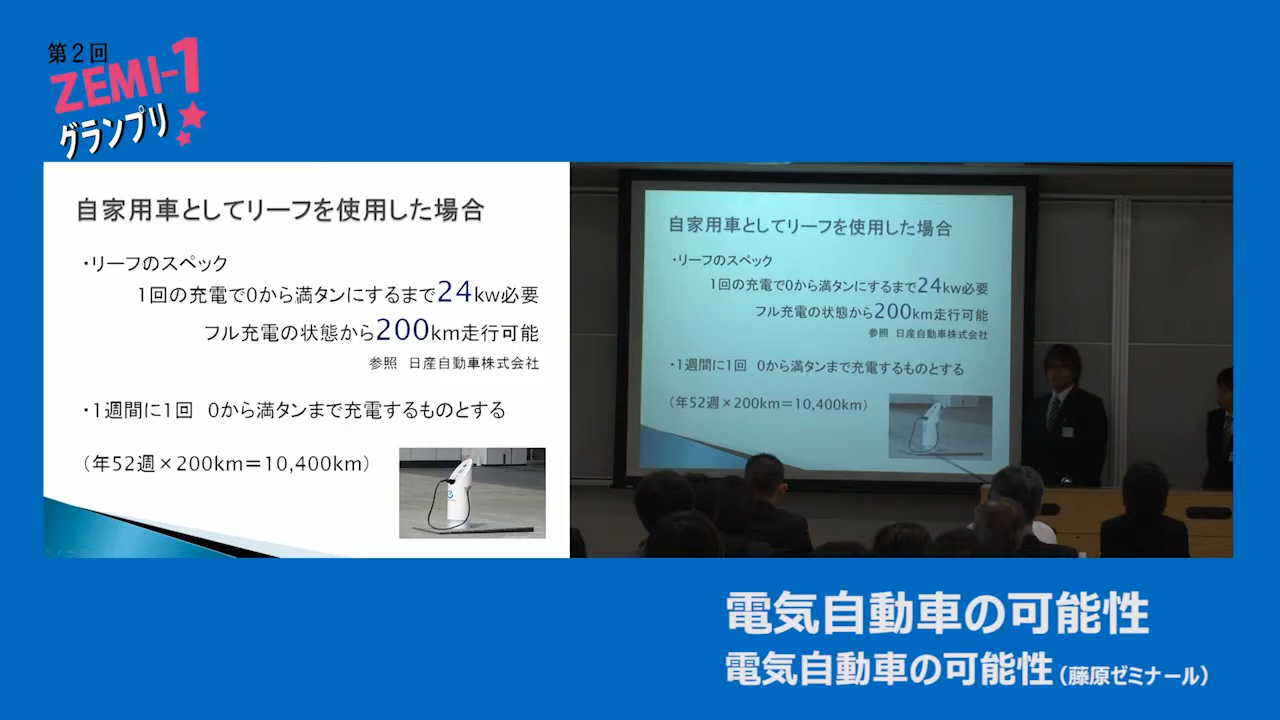 第2回
ZEMI-1
グランプリ
自家用車としてリーフを使用した場合
・リーフのスペック
1回の充電で0から満タンにするまで24kw必要
フル充電の状態から200km走行可能
参照　日産自動車株式会社
・1週間に1回　0から満タンまで充電するものとする
（年52週×200km＝10,400km）
自家用車としてリーフを使用した場合
・リーフのスペック
1回の充電で0から満タンにするまで24kw必要
フル充電の状態から200km走行可能
参照　日産自動車株式会社
・1週間に1回　0から満タンまで充電するものとする
（年52週×200km＝10,400km）
電気自動車の可能性
電気自動車の可能性（藤原ゼミナール）